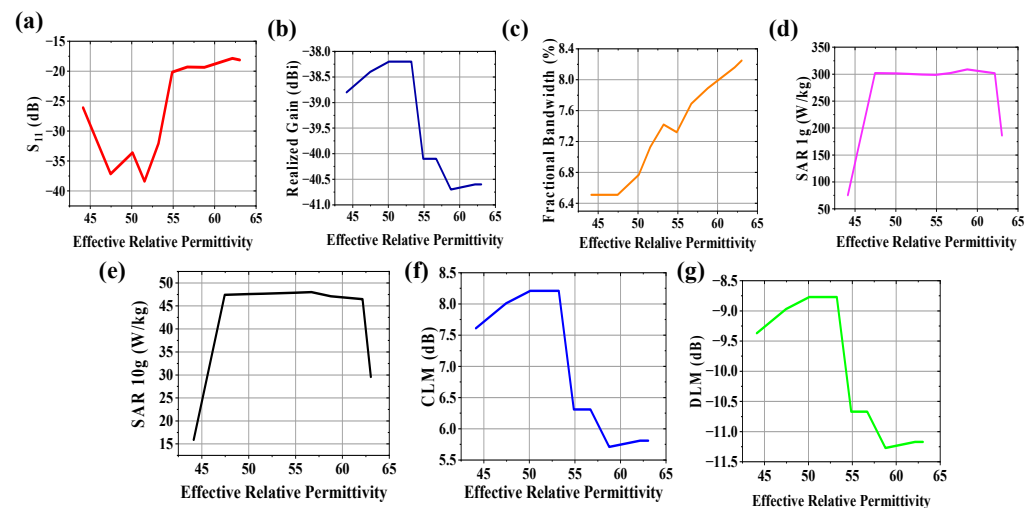 (a)
−15
−20
−25
−30
−35
−40
S11 (dB)
45 50 55 60 65
Effective Relative Permittivity
(b)
−38.0
−38.5
−39.0
−39.5
−40.0
−40.5
−41.0
Realized Gain (dBi)
45 50 55 60 65
Effective Relative Permittivity
(c)
8.4
8.0
7.6
7.2
6.8
6.4
Fractional Bandwidth (%)
45 50 55 60 65
Effective Relalive Permittivity
(d)
350
300
250
200
150
100
50
SAR 1g (W/kg)
45 50 55 60 65
Effective Relative Permittivity
(e)
50
45
40
35
30
25
20
15
SAR 10g (W/kg)
45 50 55 60 65
Effective Relative Permittivity
(f)
8.5
8.0
7.5
7.0
6.5
6.0
5.5
CLM (dB)
45 50 55 60 65
Effective Relative Permittivity
(g)
−8.5
−9.0
−9.5
−10.0
−10.5
−11.0
−11.5
DLM (dB)
45 50 55 60 65
Effective Relative Permittivity